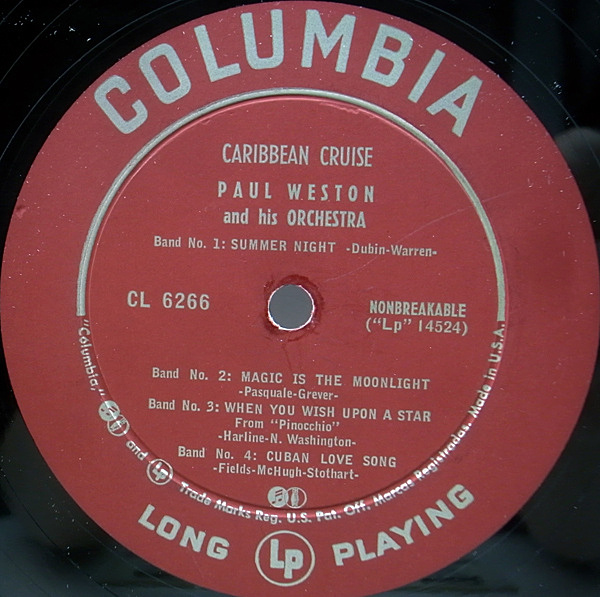 COLUMBIA
CARIBBEAN CRUISE
PAUL WESTON
and his ORCHESTRA
Band No. 1: SUMMER NIGHT -Dubin-Warren-
CL 6266
NONBREAKABLE
("Lp" 14524)
Band No. 2: MAGIC IS THE MOONLIGHT
-Pasquale-Grever-
Band No. 3: WHEN YOU WISH UPON A STAR
From "Pinocchio"
-Harline-N. Washington-
Band No. 4: CUBAN LOVE SONG
-Fields-McHugh-Stothart-
"Columbia," and Lp Trade Marks Reg. U.S. Pat. Off. Marcas Registradas. Made in U.S.A.
LONG Lp PLAYING